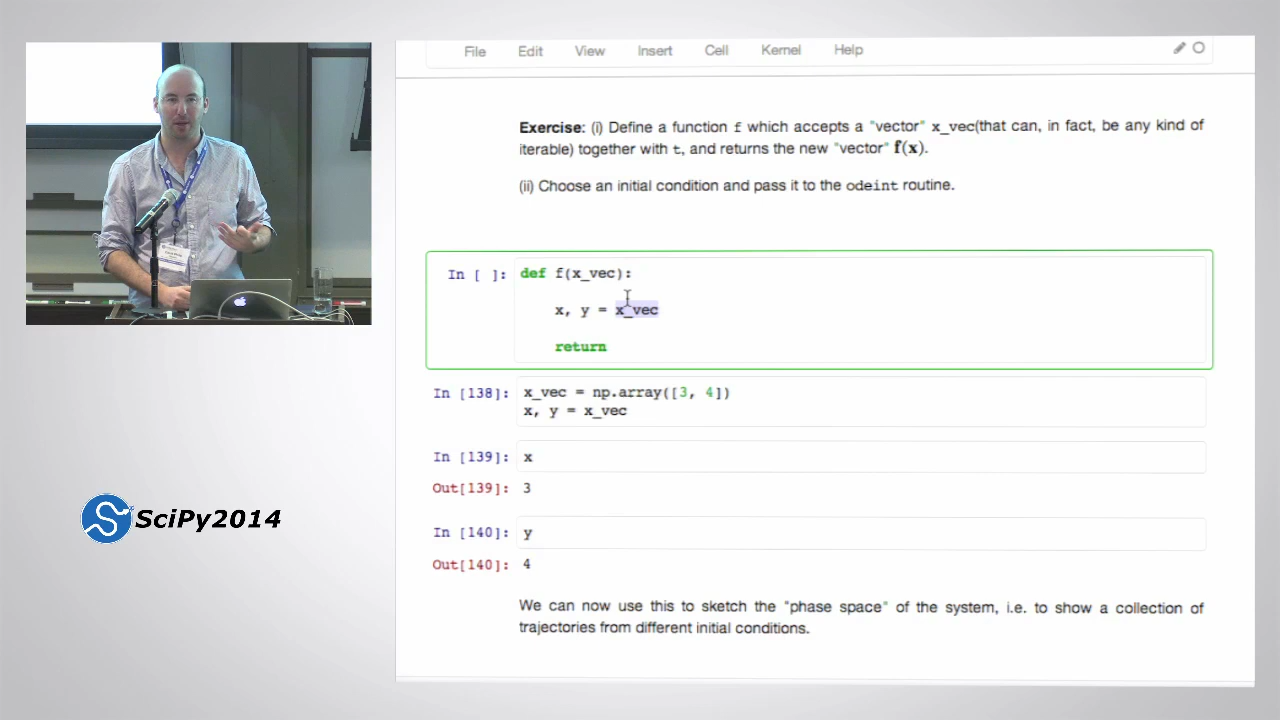 File Edit View Insert Cell Kernel Help
Exercise: (i) Define a function f which accepts a "vector" x_vec(that can, in fact, be any kind of
iterable) together with t, and returns the new "vector" f(x).
(ii) Choose an initial condition and pass it to the odeint routine.
In [ ]: def f(x_vec):
x, y = x_vec
return
In [138]: x_vec = np.array([3, 4])
x, y = x_vec
In [139]: x
Out[139]: 3
In [140]: y
Out[140]: 4
We can now use this to sketch the "phase space" of the system, i.e. to show a collection of
trajectories from different initial conditions.
SciPy2014